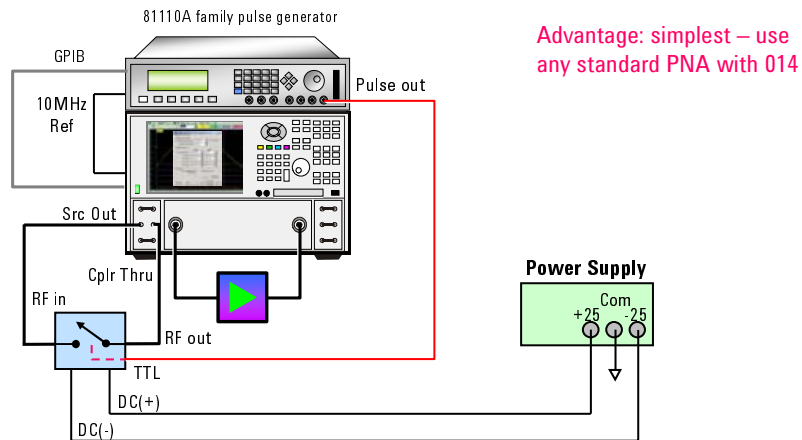 81110A family pulse generator
Advantage: simplest – use
any standard PNA with 014
GPIB
Pulse out
10MHz
Ref
Src Out
Cplr Thru
RF in
RF out
TTL
DC(+)
DC(-)
Power Supply
Com
+25
-25